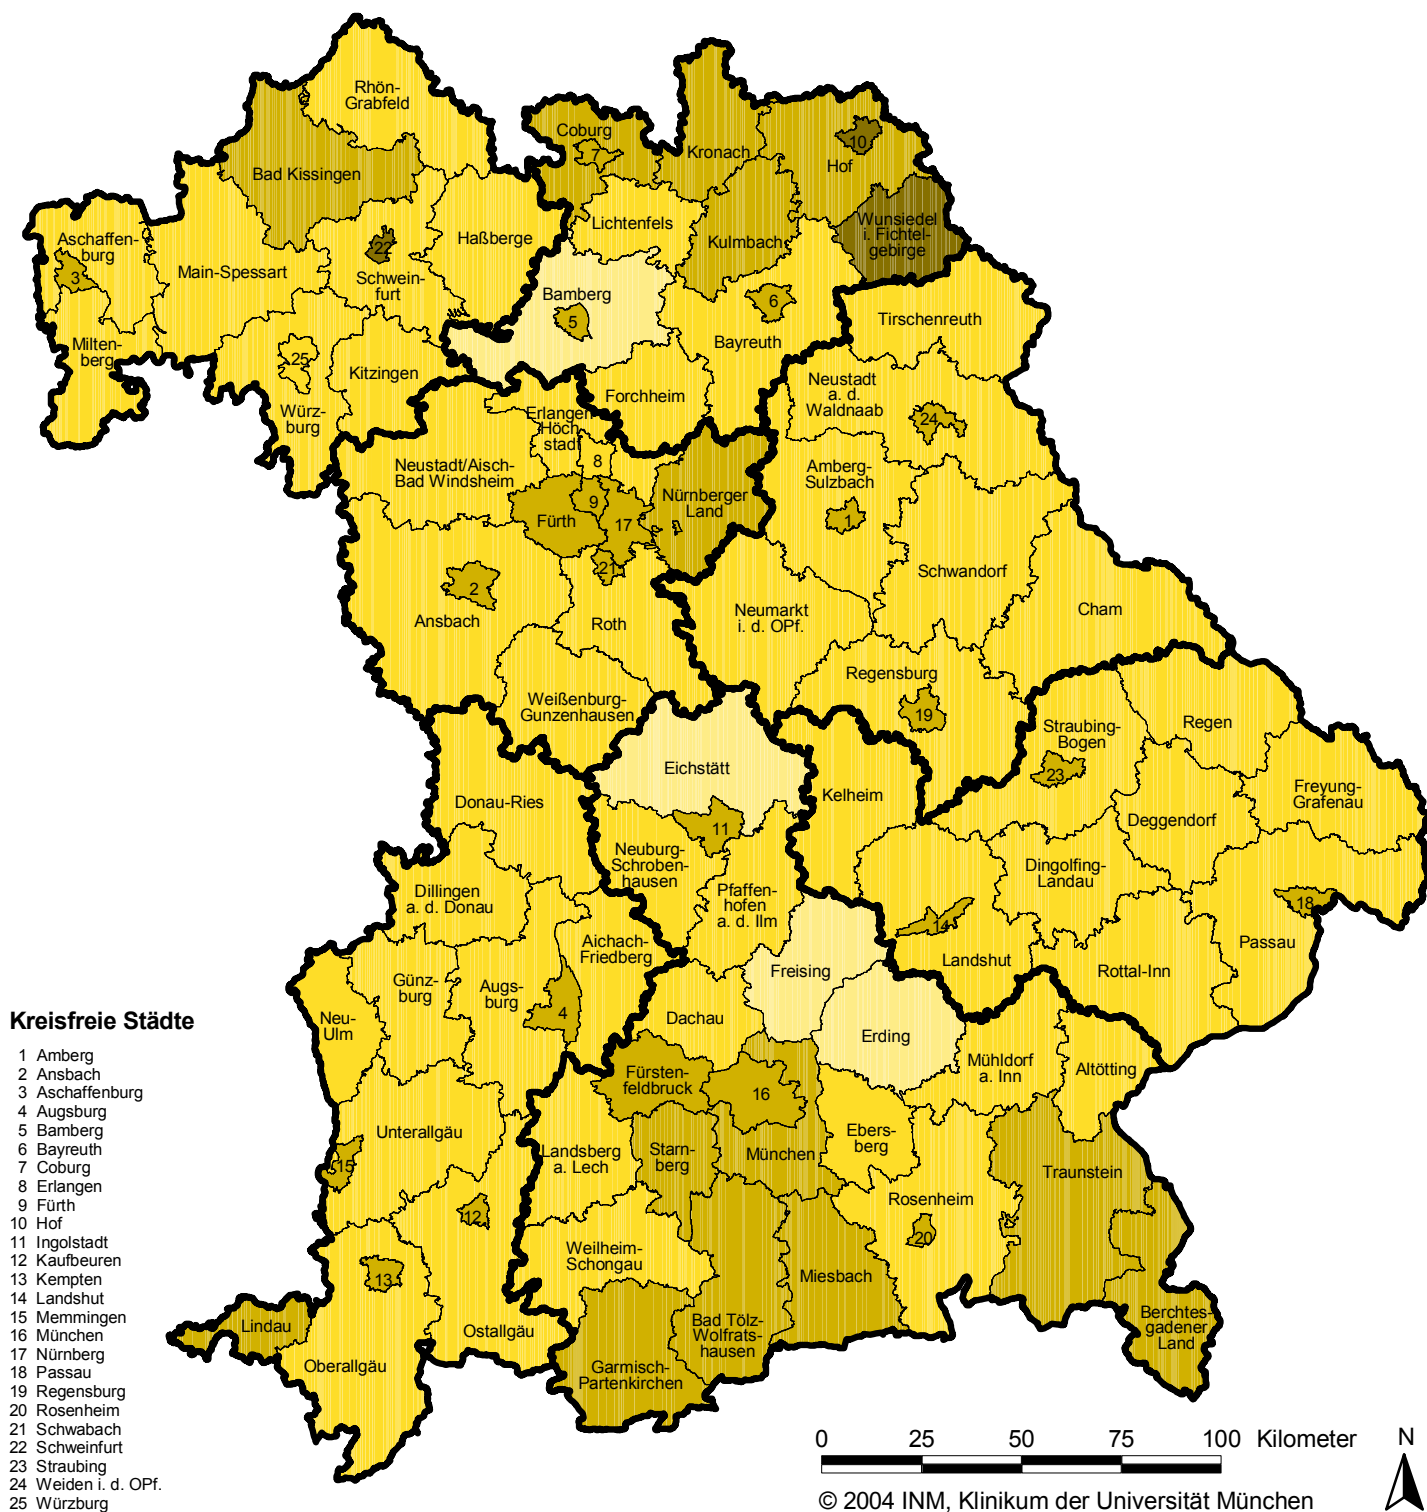 Rhön-
Grabfeld
Coburg
7
Kronach
10
Hof
Bad Kissingen
Wunsiedel
i. Fichtel-
gebirge
Lichtenfels
Kulmbach
Haßberge
Aschaffen-
burg
3
Main-Spessart
22
Schwein-
furt
Bamberg
5
6
Bayreuth
Tirschenreuth
Milten-
berg
25
Kitzingen
Würz-
burg
Forchheim
Neustadt
a. d.
Waldnaab
24
Erlangen-
Höch
stadt
8
Neustadt/Aisch-
Bad Windsheim
Amberg-
Sulzbach
1
Nürnberger
Land
9
Fürth
17
21
2
Ansbach
Roth
Schwandorf
Neumarkt
i. d. OPf.
Cham
Regensburg
19
Weißenburg-
Gunzenhausen
Straubing-
Bogen
23
Regen
Eichstätt
Kelheim
Freyung-
Grafenau
Donau-Ries
Deggendorf
11
Neuburg-
Schroben-
hausen
Dingolfing-
Landau
Dillingen
a. d. Donau
Pfaffen-
hofen
a. d. Ilm
18
14
Passau
Aichach-
Friedberg
Landshut
Rottal-Inn
Freising
Günz-
burg
Augs-
burg
4
Neu-
Ulm
Dachau
Erding
Mühldorf
a. Inn
Altötting
Fürsten-
feldbruck
16
Unterallgäu
15
Landsberg
a. Lech
Starn-
berg
München
Ebers-
berg
Traunstein
Rosenheim
20
12
Weilheim-
Schongau
13
Miesbach
Lindau
Ostallgäu
Bad Tölz-
Wolfrats-
hausen
Berchtes-
gadener
Land
Oberallgäu
Garmisch-
Partenkirchen
Kreisfreie Städte
1 Amberg
2 Ansbach
3 Aschaffenburg
4 Augsburg
5 Bamberg
6 Bayreuth
7 Coburg
8 Erlangen
9 Fürth
10 Hof
11 Ingolstadt
12 Kaufbeuren
13 Kempten
14 Landshut
15 Memmingen
16 München
17 Nürnberg
18 Passau
19 Regensburg
20 Rosenheim
21 Schwabach
22 Schweinfurt
23 Straubing
24 Weiden i. d. OPf.
25 Würzburg
0 25 50 75 100 Kilometer
N
© 2004 INM, Klinikum der Universität München